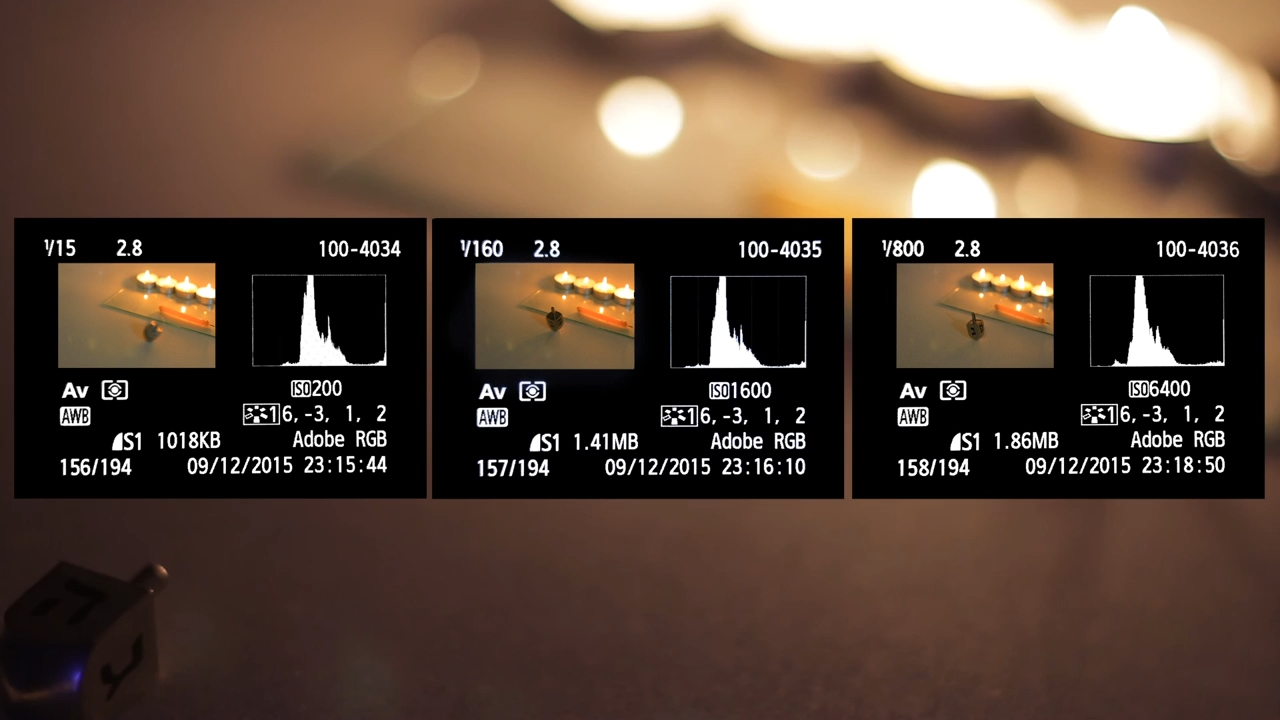 1/15 2.8 100-4034
Av
ISO200
AWB
1 6, -3, 1, 2
S1 1018KB Adobe RGB
156/194 09/12/2015 23:15:44
1/160 2.8 100-4035
Av
ISO1600
AWB
1 6, -3, 1, 2
S1 1.41MB Adobe RGB
157/194 09/12/2015 23:16:10
1/800 2.8 100-4036
Av
ISO6400
AWB
1 6, -3, 1, 2
S1 1.86MB Adobe RGB
158/194 09/12/2015 23:18:50